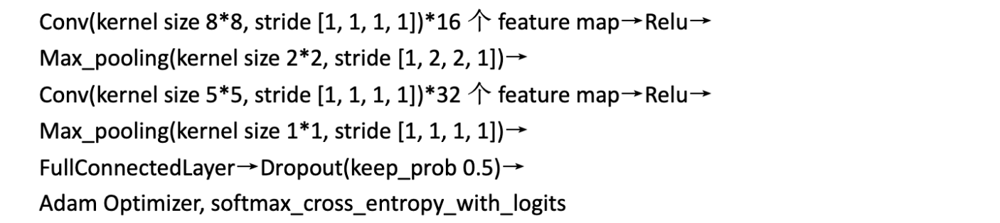 Conv(kernel size 8*8, stride [1, 1, 1, 1])*16 个 feature map→Relu→
Max_pooling(kernel size 2*2, stride [1, 2, 2, 1])→
Conv(kernel size 5*5, stride [1, 1, 1, 1])*32 个 feature map→Relu→
Max_pooling(kernel size 1*1, stride [1, 1, 1, 1])→
FullConnectedLayer→Dropout(keep_prob 0.5)→
Adam Optimizer, softmax_cross_entropy_with_logits